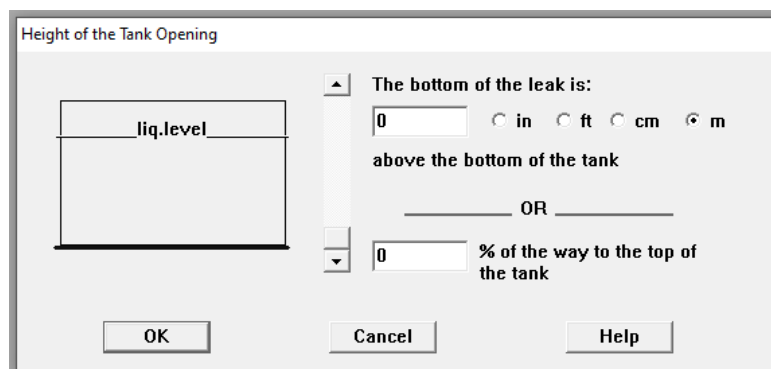 Height of the Tank Opening
liq.level
The bottom of the leak is:
0 in ft cm m
above the bottom of the tank
OR
0 % of the way to the top of
the tank
OK Cancel Help